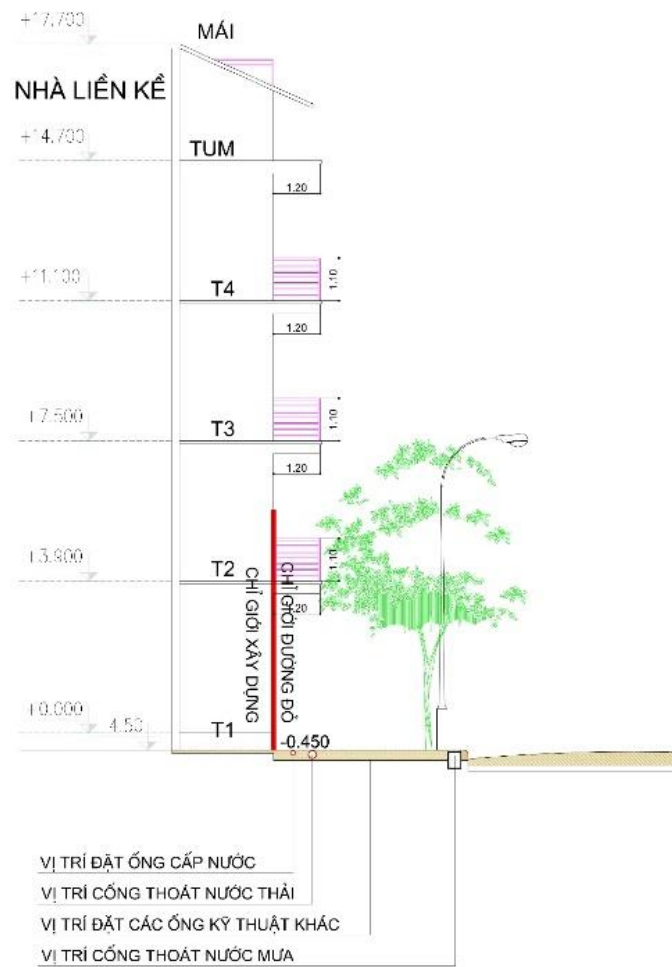 +17.700
MÁI
NHÀ LIỀN KỀ
+14.700
TUM
1.20
+11.100
T4
1.10
1.20
+7.500
T3
1.10
1.20
+3.900
T2
1.10
1.20
CHỈ GIỚI XÂY DỰNG
CHỈ GIỚI ĐƯỜNG ĐỎ
+0.000
4.50
T1
-0.450
VỊ TRÍ ĐẶT ỐNG CẤP NƯỚC
VỊ TRÍ CỐNG THOÁT NƯỚC THẢI
VỊ TRÍ ĐẶT CÁC ỐNG KỸ THUẬT KHÁC
VỊ TRÍ CỐNG THOÁT NƯỚC MƯA